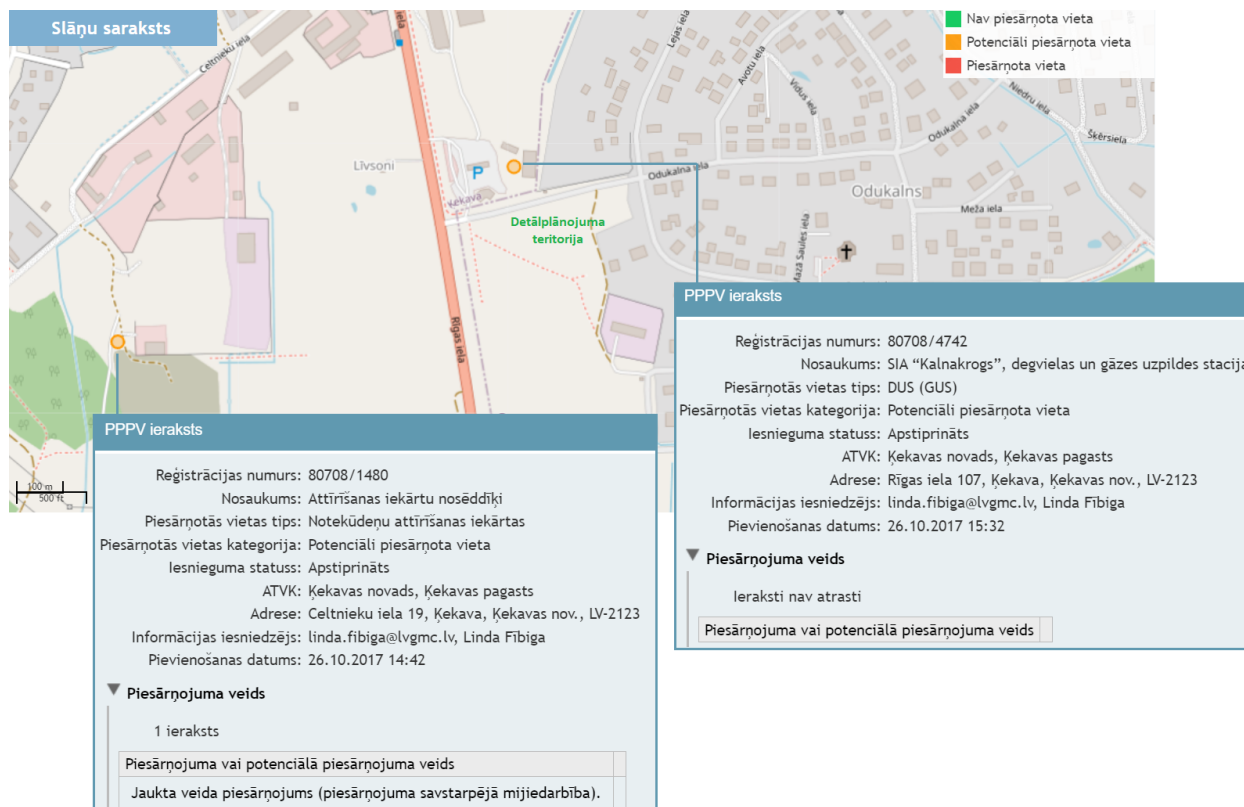 Slāņu saraksts
Nav piesārņota vieta
Potenciāli piesārņota vieta
Piesārņota vieta
Celtnieku iela
iela
Lejas iela
Avotu iela
Vidus iela
Niedru iela
Šķērsiela
Odukalna iela
Līvsoņi
P
Odukalna iela
Odukalns
Ķekava
Meža iela
Detālplānojuma
teritorija
Mazā Saules iela
Rīgas iela
100 m
500 ft
PPPV ieraksts
Reģistrācijas numurs: 80708/4742
Nosaukums: SIA “Kalnakrogs”, degvielas un gāzes uzpildes stacija
Piesārņotās vietas tips: DUS (GUS)
Piesārņotās vietas kategorija: Potenciāli piesārņota vieta
Iesnieguma statuss: Apstiprināts
ATVK: Ķekavas novads, Ķekavas pagasts
Adrese: Rīgas iela 107, Ķekava, Ķekavas nov., LV-2123
Informācijas iesniedzējs: linda.fibiga@lvgmc.lv, Linda Fībiga
Pievienošanas datums: 26.10.2017 15:32
Piesārņojuma veids
Ieraksti nav atrasti
Piesārņojuma vai potenciālā piesārņojuma veids
PPPV ieraksts
Reģistrācijas numurs: 80708/1480
Nosaukums: Attīrīšanas iekārtu nosēddīķi
Piesārņotās vietas tips: Notekūdeņu attīrīšanas iekārtas
Piesārņotās vietas kategorija: Potenciāli piesārņota vieta
Iesnieguma statuss: Apstiprināts
ATVK: Ķekavas novads, Ķekavas pagasts
Adrese: Celtnieku iela 19, Ķekava, Ķekavas nov., LV-2123
Informācijas iesniedzējs: linda.fibiga@lvgmc.lv, Linda Fībiga
Pievienošanas datums: 26.10.2017 14:42
Piesārņojuma veids
1 ieraksts
Piesārņojuma vai potenciālā piesārņojuma veids
Jaukta veida piesārņojums (piesārņojuma savstarpējā mijiedarbība).